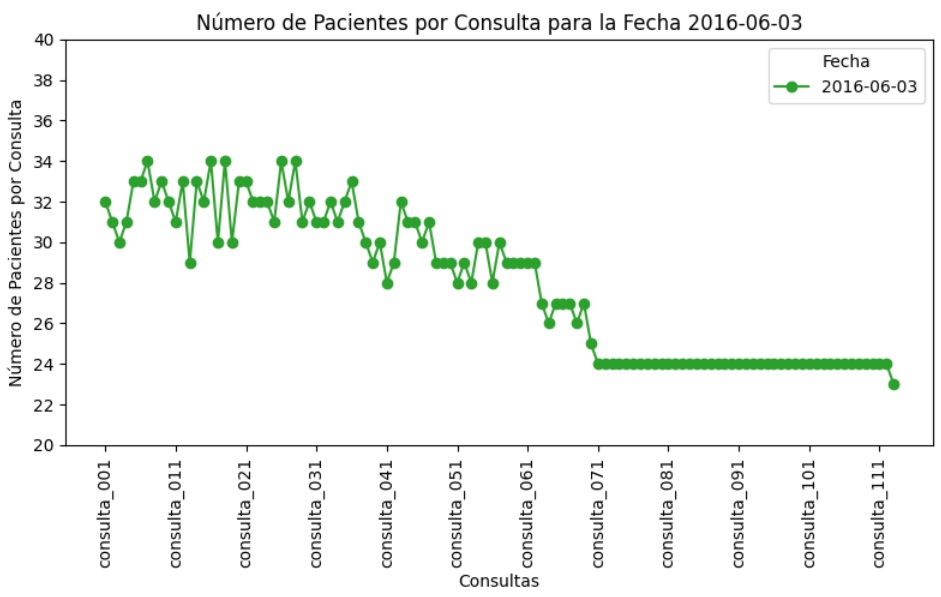 Número de Pacientes por Consulta para la Fecha 2016-06-03
Número de Pacientes por Consulta
40
38
36
34
32
30
28
26
24
22
20
Fecha
2016-06-03
consulta_001
consulta_011
consulta_021
consulta_031
consulta_041
consulta_051
consulta_061
consulta_071
consulta_081
consulta_091
consulta_101
consulta_111
Consultas